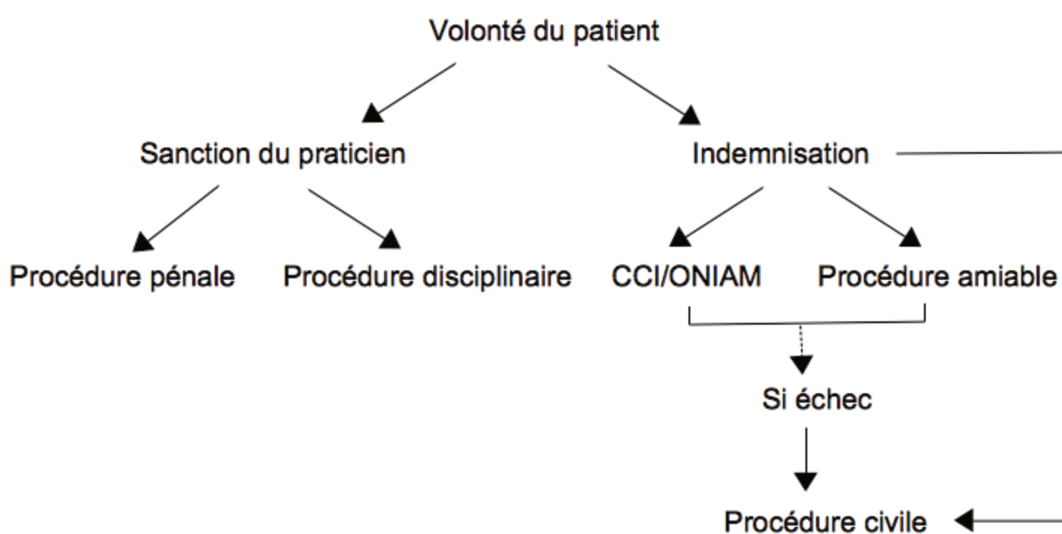 Volonté du patient
Sanction du praticien
Indemnisation
Procédure pénale
Procédure disciplinaire
CCI/ONIAM
Procédure amiable
Si échec
Procédure civile